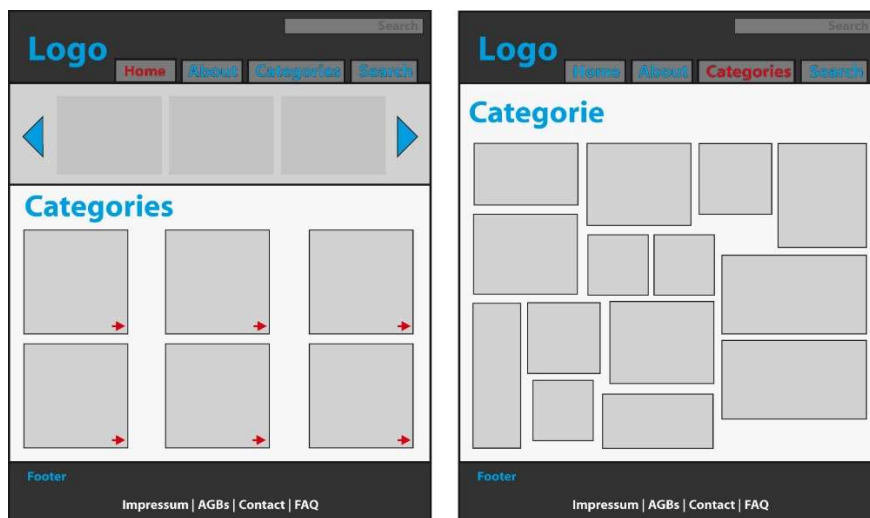 Search
Logo
Home About Categories Search
Categories
Footer
Impressum | AGBs | Contact | FAQ
Search
Logo
Home About Categories Search
Categorie
Footer
Impressum | AGBs | Contact | FAQ